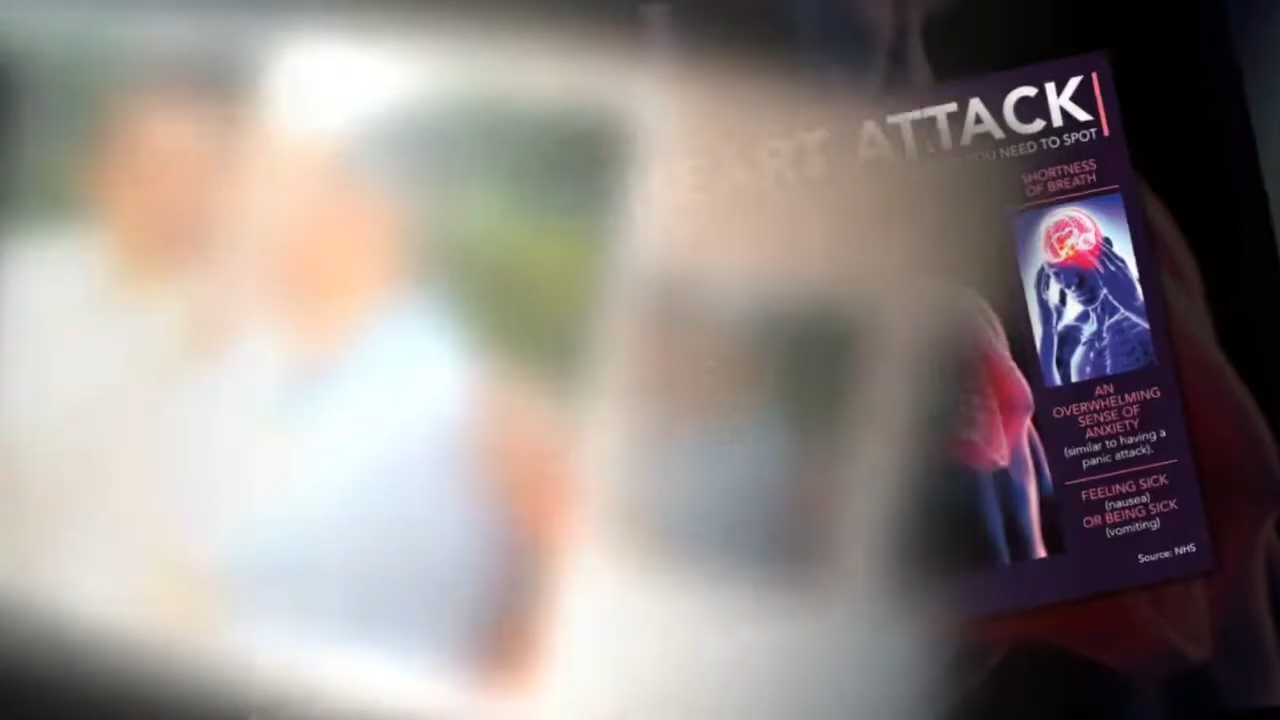 EART ATTACK
YOU NEED TO SPOT
SHORTNESS
OF BREATH
AN
OVERWHELMING
SENSE OF
ANXIETY
(similar to having a
panic attack).
FEELING SICK
(nausea)
OR BEING SICK
(vomiting)
Source: NHS